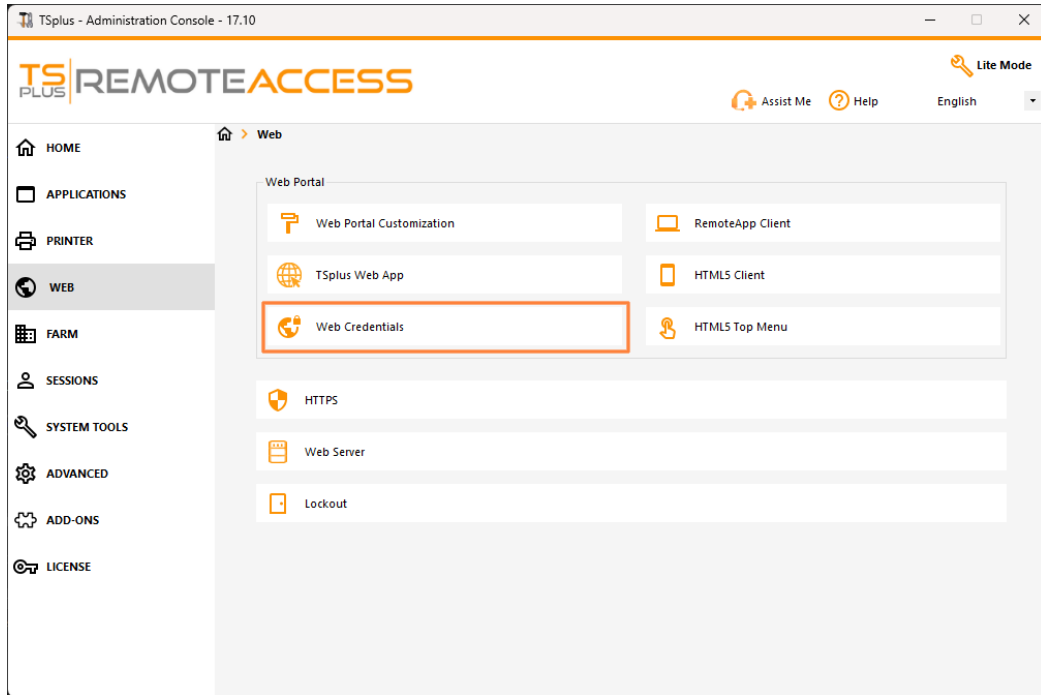 TSplus - Administration Console - 17.10
TS PLUS REMOTEACCESS
Lite Mode
Assist Me
Help
English
HOME
APPLICATIONS
PRINTER
WEB
FARM
SESSIONS
SYSTEM TOOLS
ADVANCED
ADD-ONS
LICENSE
Web
Web Portal
Web Portal Customization
RemoteApp Client
TSplus Web App
HTML5 Client
Web Credentials
HTML5 Top Menu
HTTPS
Web Server
Lockout